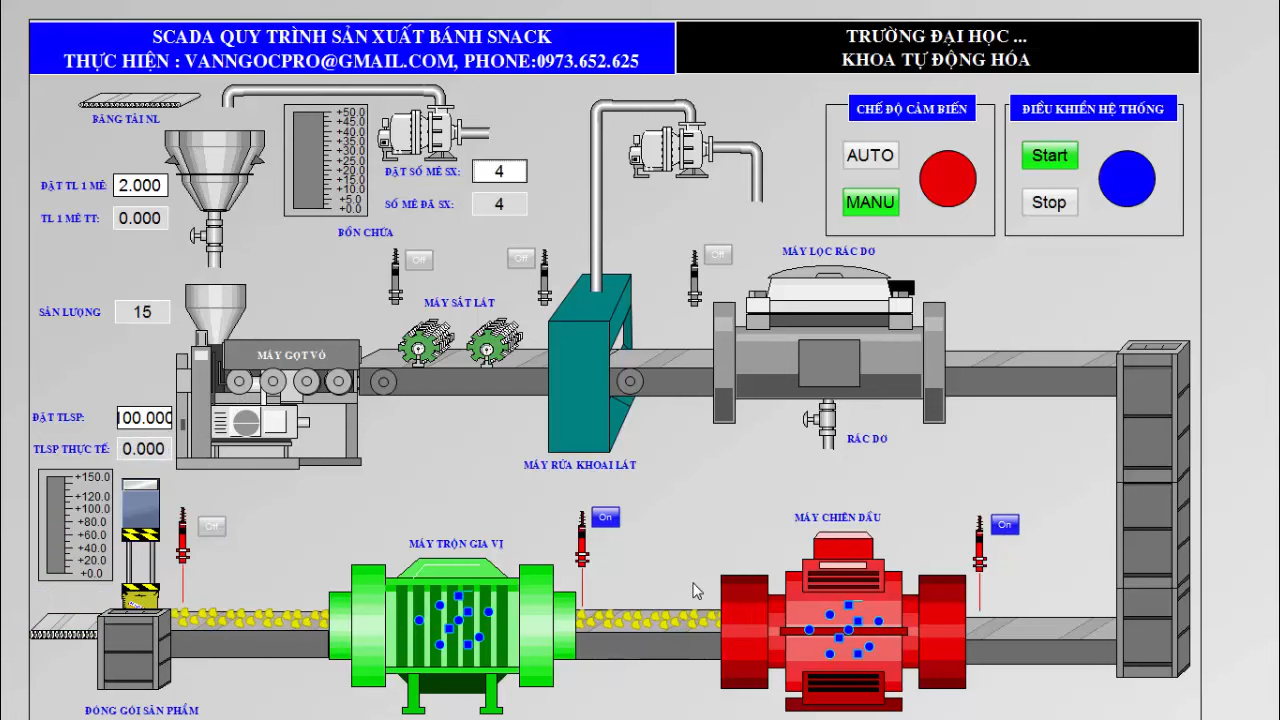 SCADA QUY TRÌNH SẢN XUẤT BÁNH SNACK
THỰC HIỆN : VANNGOCPRO@GMAIL.COM, PHONE:0973.652.625
TRƯỜNG ĐẠI HỌC ...
KHOA TỰ ĐỘNG HÓA
BĂNG TẢI NL
+50.0
+45.0
+40.0
+35.0
+30.0
+25.0
+20.0
+15.0
+10.0
+5.0
+0.0
BỒN CHỨA
ĐẶT SỐ MẺ SX: 4
SỐ MẺ ĐÃ SX: 4
CHẾ ĐỘ CẢM BIẾN
AUTO
MANU
ĐIỀU KHIỂN HỆ THỐNG
Start
Stop
ĐẶT TL 1 MẺ 2.000
TL 1 MẺ TT: 0.000
Off
Off
Off
MÁY LỌC RÁC DƠ
MÁY SẮT LÁT
SẢN LƯỢNG 15
MÁY GỌT VỎ
ĐẶT TLSP: 100.000
TLSP THỰC TẾ: 0.000
RÁC DƠ
MÁY RỬA KHOAI LÁT
+150.0
+120.0
+100.0
+80.0
+60.0
+40.0
+20.0
+0.0
Off
On
On
MÁY TRỘN GIA VỊ
MÁY CHIÊN DẦU
ĐÓNG GÓI SẢN PHẨM